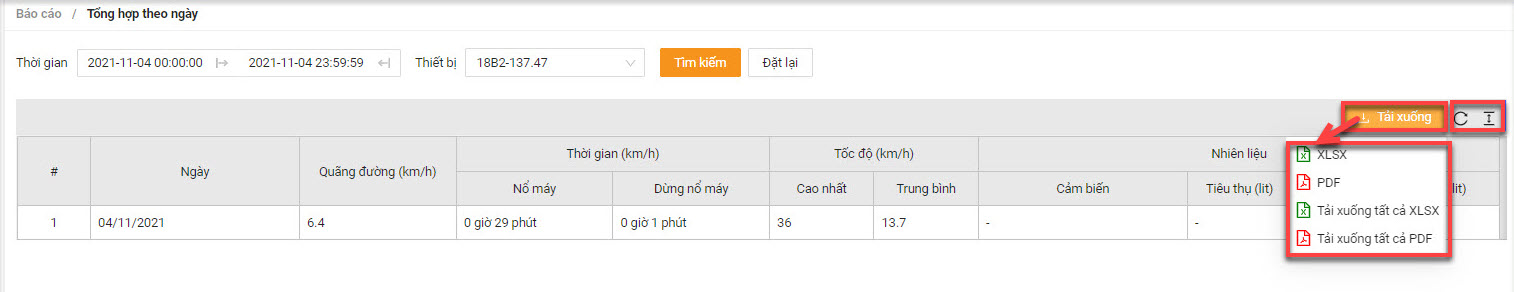 Báo cáo / Tổng hợp theo ngày
Thời gian 2021-11-04 00:00:00 2021-11-04 23:59:59 Thiết bị 18B2-137.47 Tìm kiếm Đặt lại
Tải xuống
# Ngày Quãng đường (km/h) Thời gian (km/h) Tốc độ (km/h) Nhiên liệu
Nổ máy Dừng nổ máy Cao nhất Trung bình Cảm biến Tiêu thụ (lit) lit)
1 04/11/2021 6.4 0 giờ 29 phút 0 giờ 1 phút 36 13.7 - -
XLSX
PDF
Tải xuống tất cả XLSX
Tải xuống tất cả PDF